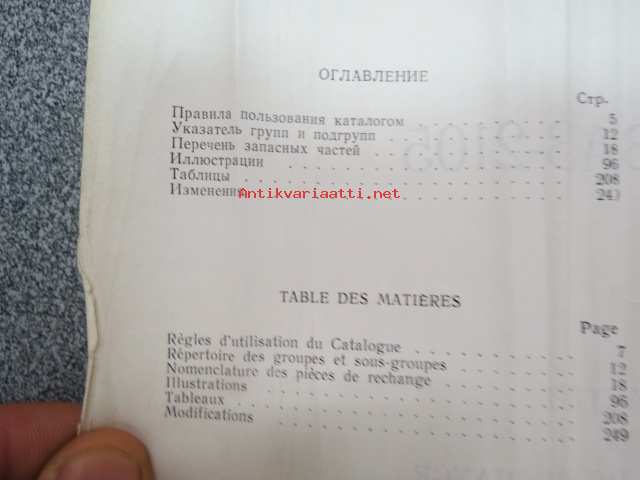 ОГЛАВЛЕНИЕ
Стр.
Правила пользования каталогом . . . . . . . . . 5
Указатель групп и подгрупп . . . . . . . . . . 12
Перечень запасных частей . . . . . . . . . . . 18
Иллюстрации . . . . . . . . . . . . . . . 96
Таблицы . . . . . . . . . . . . . . . . . 208
Изменения
Antikvariaatti.net
TABLE DES MATIÈRES
Page
Règles d'utilisation du Catalogue . . . . . . . . 7
Répertoire des groupes et sous-groupes . . . . . . 12
Nomenclature des pièces de rechange . . . . . . . 18
Illustrations . . . . . . . . . . . . . . . 96
Tableaux . . . . . . . . . . . . . . . . 208
Modifications . . . . . . . . . . . . . . . 249